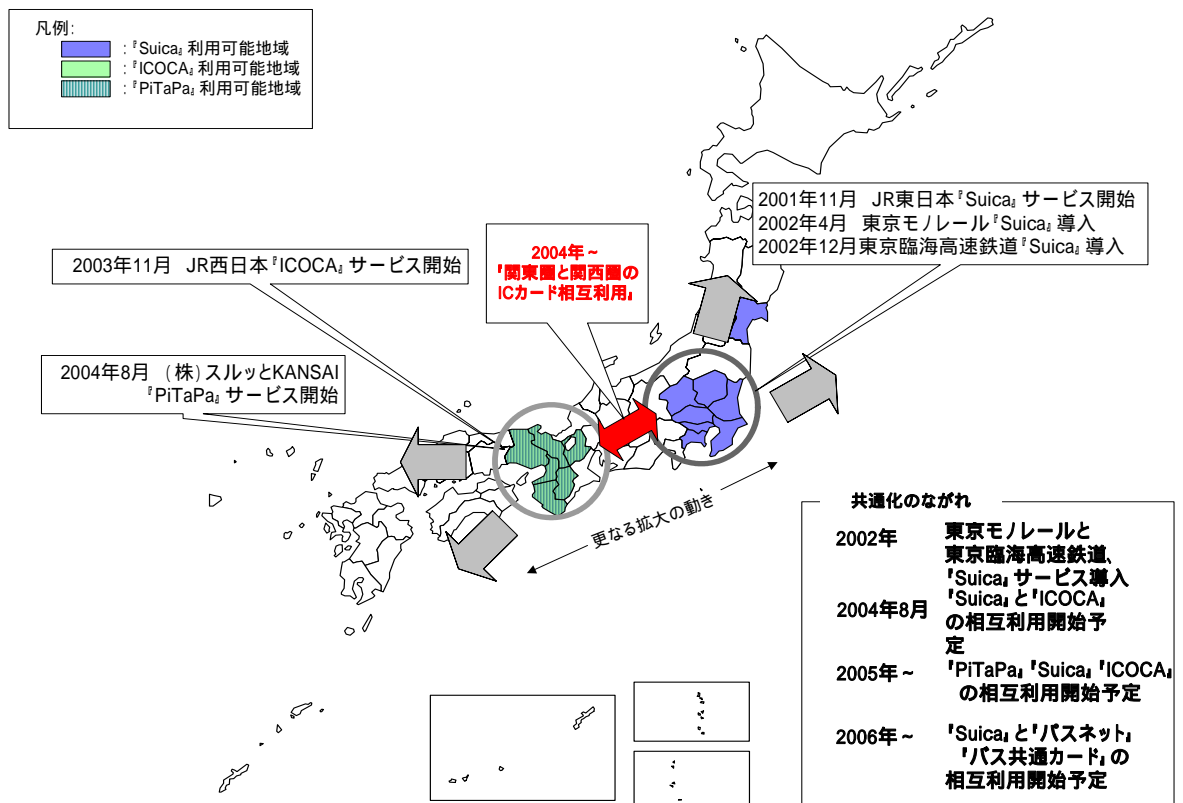 凡例:
:『Suica』利用可能地域
:『ICOCA』利用可能地域
:『PiTaPa』利用可能地域
2001年11月 JR東日本『Suica』サービス開始
2002年4月 東京モノレール『Suica』導入
2002年12月東京臨海高速鉄道『Suica』導入
2003年11月 JR西日本『ICOCA』サービス開始
2004年～
『関東圏と関西圏の
ICカード相互利用』
2004年8月 (株)スルッとKANSAI
『PiTaPa』サービス開始
更なる拡大の動き
共通化のながれ
2002年 東京モノレールと
東京臨海高速鉄道、
『Suica』サービス導入
2004年8月 『Suica』と『ICOCA』
の相互利用開始予
定
2005年～ 『PiTaPa』『Suica』『ICOCA』
の相互利用開始予定
2006年～ 『Suica』と『パスネット』
『バス共通カード』の
相互利用開始予定